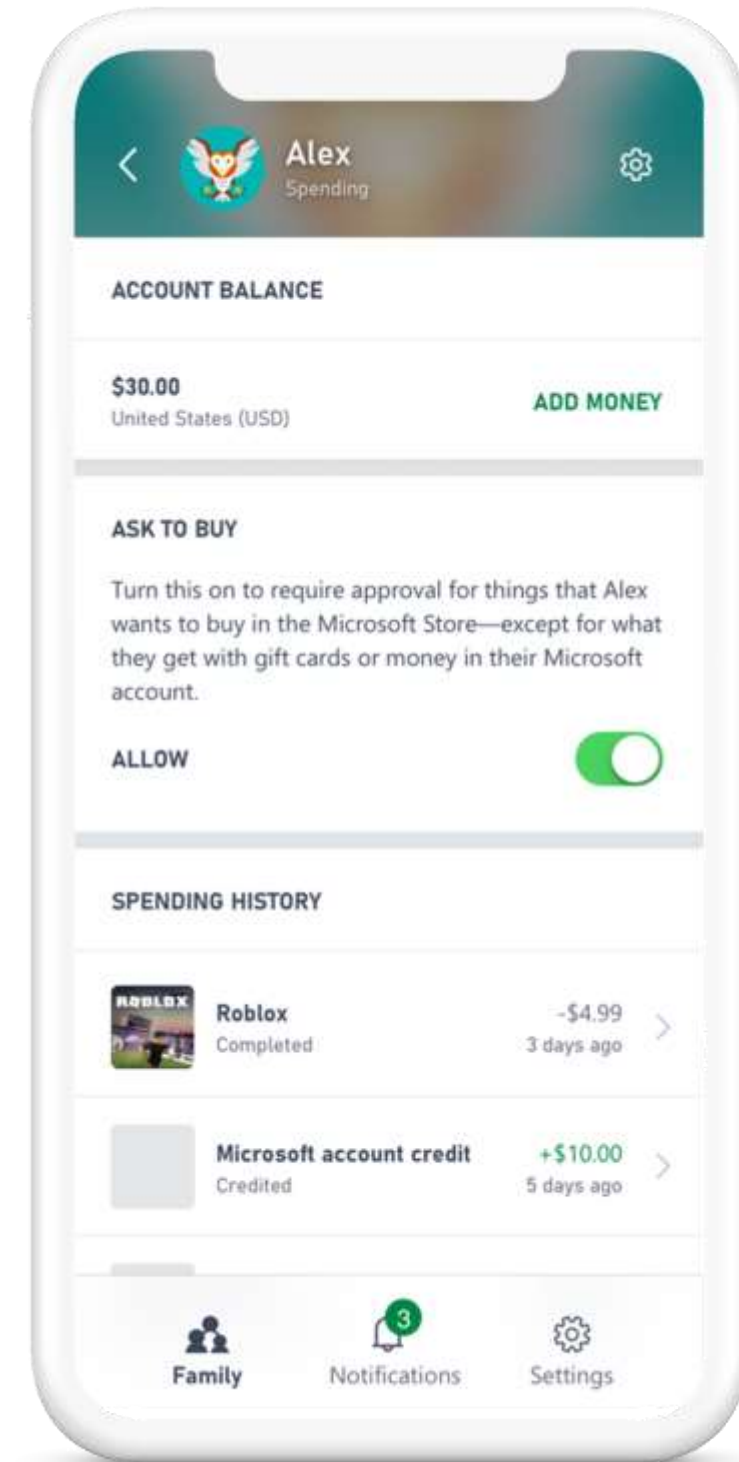 Alex
Spending
ACCOUNT BALANCE
$30.00
United States (USD)
ADD MONEY
ASK TO BUY
Turn this on to require approval for things that Alex
wants to buy in the Microsoft Store—except for what
they get with gift cards or money in their Microsoft
account.
ALLOW
SPENDING HISTORY
ROBLOX
Roblox
-$4.99
Completed
3 days ago
Microsoft account credit
+$10.00
Credited
5 days ago
3
Family
Notifications
Settings